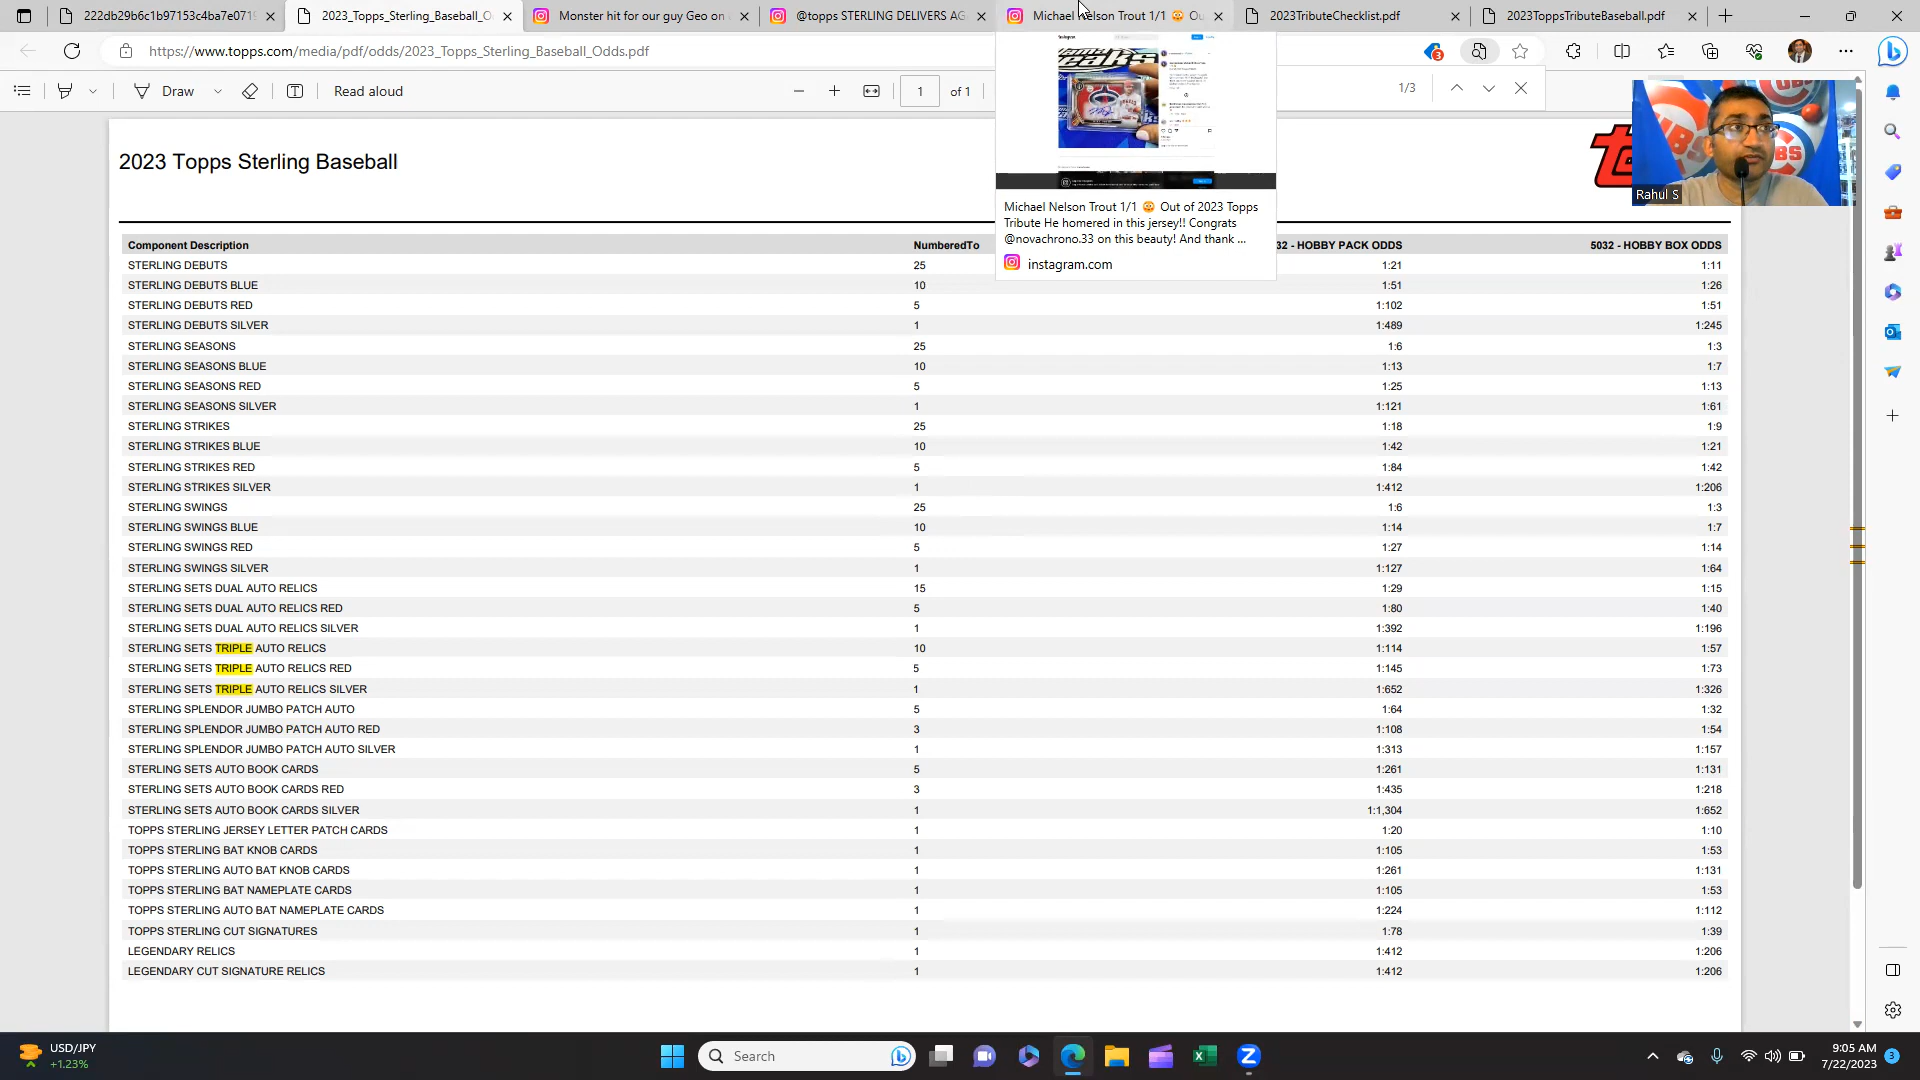 222db29b6c1b97153c4ba7e0719
2023_Topps_Sterling_Baseball_O
Monster hit for our guy Geo on
@topps STERLING DELIVERS AG
Michael Nelson Trout 1/1 😳 Ou
2023TributeChecklist.pdf
2023ToppsTributeBaseball.pdf
https://www.topps.com/media/pdf/odds/2023_Topps_Sterling_Baseball_Odds.pdf
3
Draw
Read aloud
1
of 1
1/3
2023 Topps Sterling Baseball
Rahul S
Michael Nelson Trout 1/1 😳 Out of 2023 Topps
Tribute He homered in this jersey!! Congrats
@novachrono.33 on this beauty! And thank ...
instagram.com
Component Description NumberedTo 32 - HOBBY PACK ODDS 5032 - HOBBY BOX ODDS
STERLING DEBUTS 25 1:21 1:11
STERLING DEBUTS BLUE 10 1:51 1:26
STERLING DEBUTS RED 5 1:102 1:51
STERLING DEBUTS SILVER 1 1:489 1:245
STERLING SEASONS 25 1:6 1:3
STERLING SEASONS BLUE 10 1:13 1:7
STERLING SEASONS RED 5 1:25 1:13
STERLING SEASONS SILVER 1 1:121 1:61
STERLING STRIKES 25 1:18 1:9
STERLING STRIKES BLUE 10 1:42 1:21
STERLING STRIKES RED 5 1:84 1:42
STERLING STRIKES SILVER 1 1:412 1:206
STERLING SWINGS 25 1:6 1:3
STERLING SWINGS BLUE 10 1:14 1:7
STERLING SWINGS RED 5 1:27 1:14
STERLING SWINGS SILVER 1 1:127 1:64
STERLING SETS DUAL AUTO RELICS 15 1:29 1:15
STERLING SETS DUAL AUTO RELICS RED 5 1:80 1:40
STERLING SETS DUAL AUTO RELICS SILVER 1 1:392 1:196
STERLING SETS TRIPLE AUTO RELICS 10 1:114 1:57
STERLING SETS TRIPLE AUTO RELICS RED 5 1:145 1:73
STERLING SETS TRIPLE AUTO RELICS SILVER 1 1:652 1:326
STERLING SPLENDOR JUMBO PATCH AUTO 5 1:64 1:32
STERLING SPLENDOR JUMBO PATCH AUTO RED 3 1:108 1:54
STERLING SPLENDOR JUMBO PATCH AUTO SILVER 1 1:313 1:157
STERLING SETS AUTO BOOK CARDS 5 1:261 1:131
STERLING SETS AUTO BOOK CARDS RED 3 1:435 1:218
STERLING SETS AUTO BOOK CARDS SILVER 1 1:1,304 1:652
TOPPS STERLING JERSEY LETTER PATCH CARDS 1 1:20 1:10
TOPPS STERLING BAT KNOB CARDS 1 1:105 1:53
TOPPS STERLING AUTO BAT KNOB CARDS 1 1:261 1:131
TOPPS STERLING BAT NAMEPLATE CARDS 1 1:105 1:53
TOPPS STERLING AUTO BAT NAMEPLATE CARDS 1 1:224 1:112
TOPPS STERLING CUT SIGNATURES 1 1:78 1:39
LEGENDARY RELICS 1 1:412 1:206
LEGENDARY CUT SIGNATURE RELICS 1 1:412 1:206
USD/JPY
+1.23%
Search
9:05 AM
7/22/2023
3